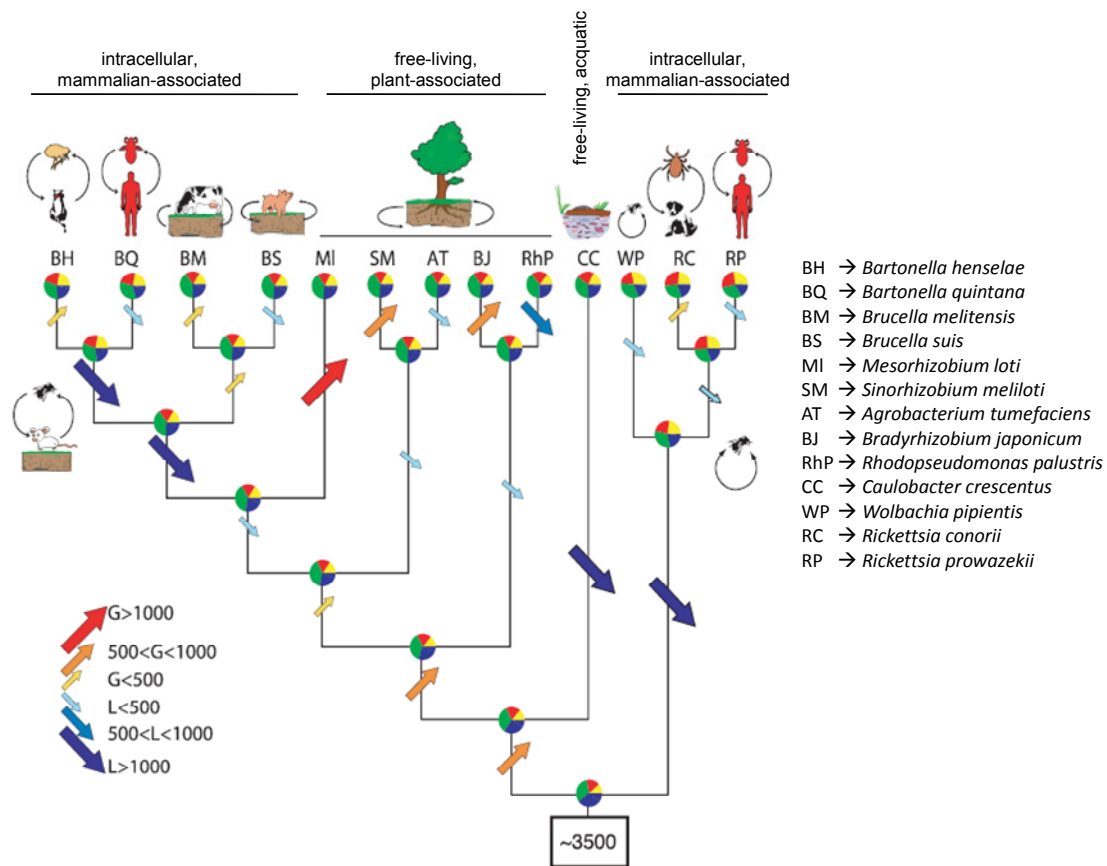 intracellular,
mammalian-associated
free-living,
plant-associated
free-living, acquatic
intracellular,
mammalian-associated
BH BQ BM BS Ml SM AT BJ RhP CC WP RC RP
BH → Bartonella henselae
BQ → Bartonella quintana
BM → Brucella melitensis
BS → Brucella suis
Ml → Mesorhizobium loti
SM → Sinorhizobium meliloti
AT → Agrobacterium tumefaciens
BJ → Bradyrhizobium japonicum
RhP → Rhodopseudomonas palustris
CC → Caulobacter crescentus
WP → Wolbachia pipientis
RC → Rickettsia conorii
RP → Rickettsia prowazekii
G>1000
500<G<1000
G<500
L<500
500<L<1000
L>1000
~3500